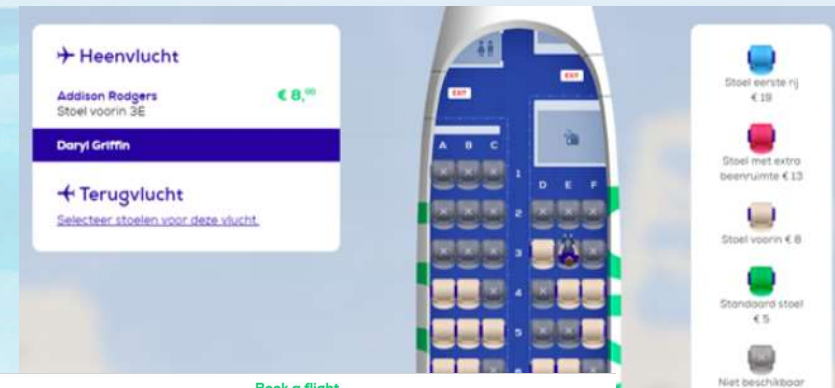 Heenvlucht
Addison Rodgers € 8,00
Stoel voorin 3E
Daryl Griffin
Terugvlucht
Selecteer stoelen voor deze vlucht.
EXIT
EXIT
A B C
1
D E F
2
3
4
5
Stoel eerste rij
€ 19
Stoel met extra
beenruimte € 13
Stoel voorin € 8
Standaard stoel
€ 5
Niet beschikbaar
Book a flight